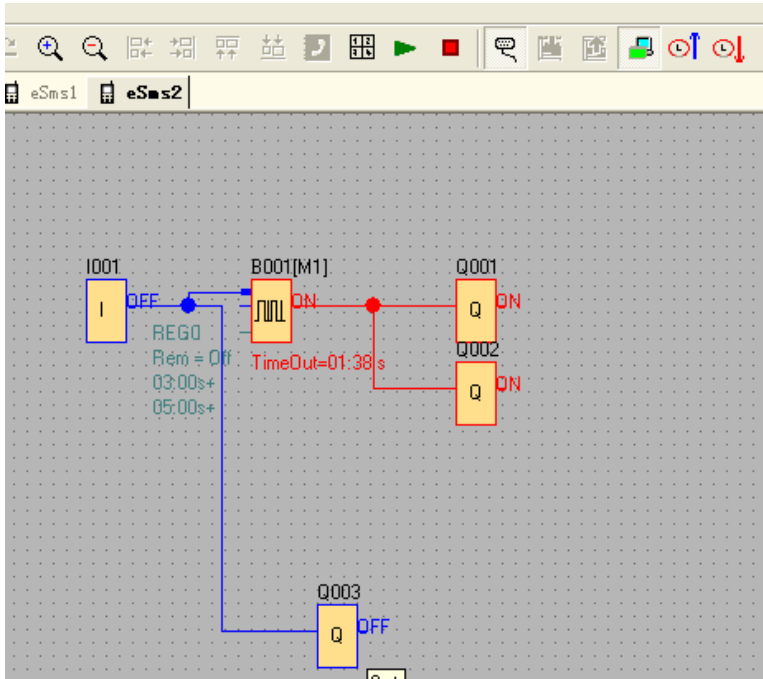 eSms1 eSms2
I001 B001[M1] Q001
I OFF ON Q ON
REG0
Rem = Off TimeOut=01:38 s
Q002
03:00s+ Q ON
05:00s+
Q003
Q OFF